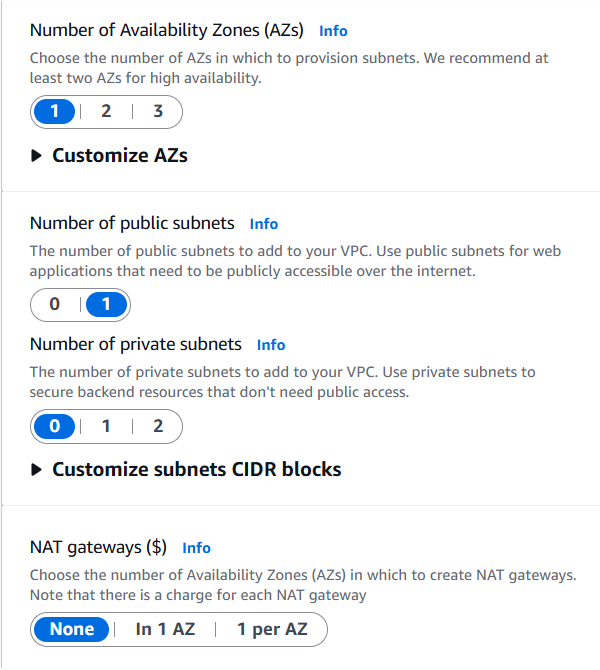 Number of Availability Zones (AZs) Info
Choose the number of AZs in which to provision subnets. We recommend at
least two AZs for high availability.
1 2 3
Customize AZs
Number of public subnets Info
The number of public subnets to add to your VPC. Use public subnets for web
applications that need to be publicly accessible over the internet.
0 1
Number of private subnets Info
The number of private subnets to add to your VPC. Use private subnets to
secure backend resources that don't need public access.
0 1 2
Customize subnets CIDR blocks
NAT gateways ($) Info
Choose the number of Availability Zones (AZs) in which to create NAT gateways.
Note that there is a charge for each NAT gateway
None In 1 AZ 1 per AZ